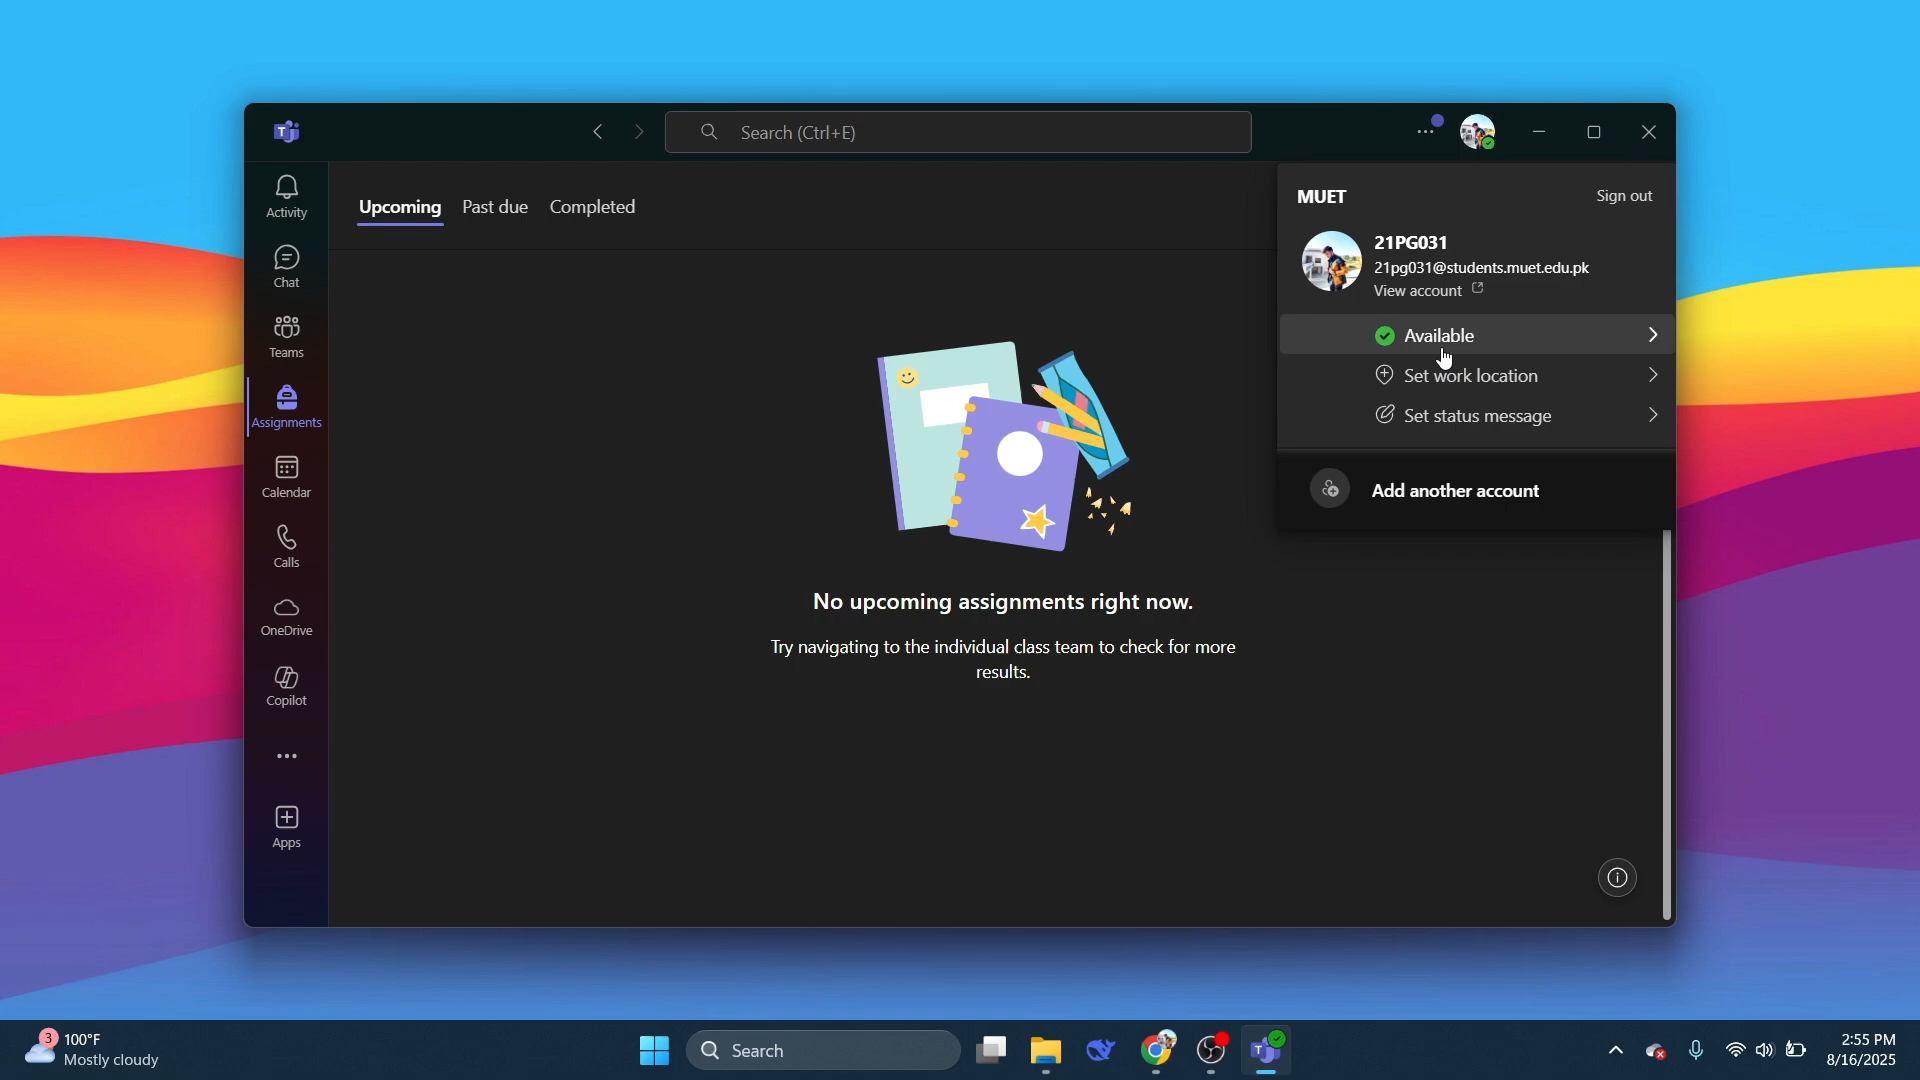 Search (Ctrl+E)
Activity
Chat
Teams
Assignments
Calendar
Calls
OneDrive
Copilot
Apps
Upcoming Past due Completed
No upcoming assignments right now.
Try navigating to the individual class team to check for more
results.
MUET Sign out
21PG031
21pg031@students.muet.edu.pk
View account
Available
Set work location
Set status message
Add another account
3 100°F
Mostly cloudy
Search
2:55 PM
8/16/2025